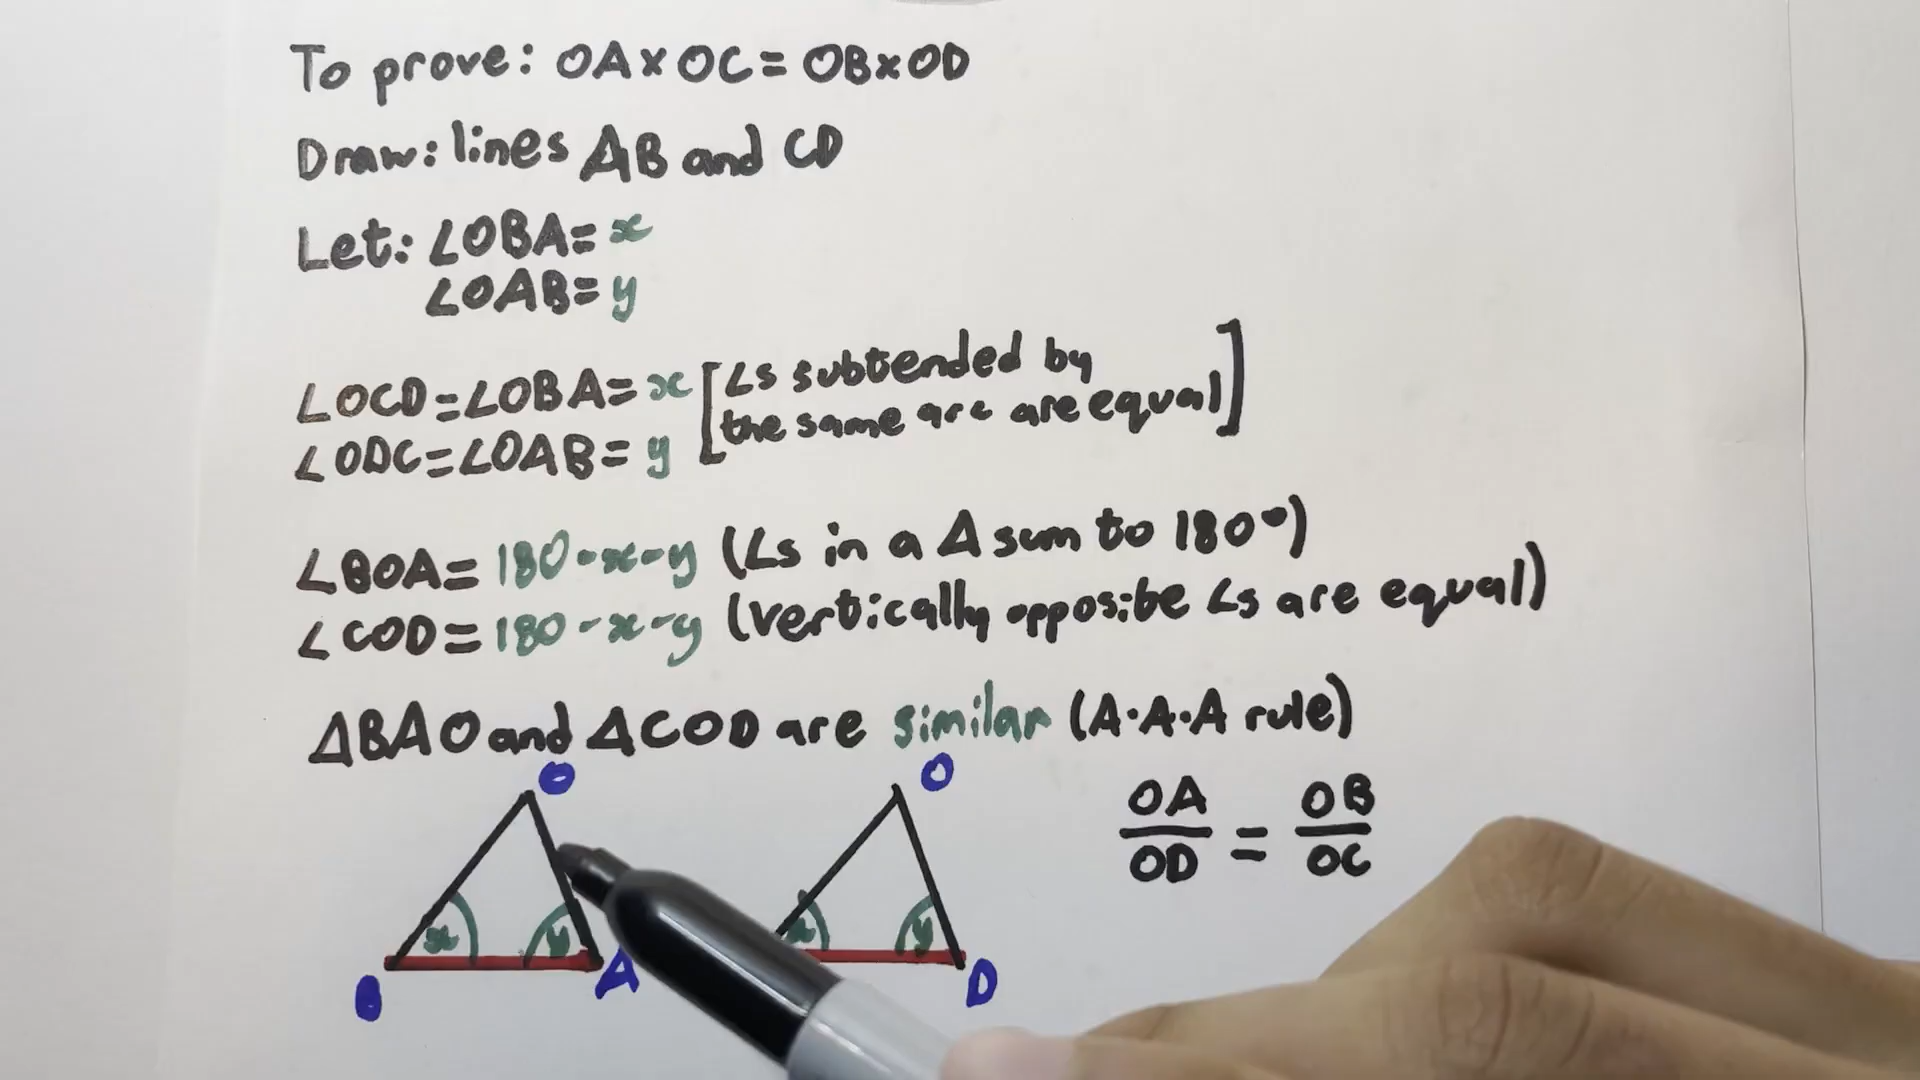 To prove: OA×OC=OB×OD
Draw: lines AB and CD
Let: ∠OBA=x
∠OAB=y
∠OCD=∠OBA=x [∠s subtended by
the same arc are equal]
∠ODC=∠OAB=y
∠BOA=180-x-y (∠s in a Δ sum to 180°)
∠COD=180-x-y (vertically opposite ∠s are equal)
ΔBAO and ΔCOD are similar (A·A·A rule)
O
O
OA = OB
OD OC
x y
x y
B A
D